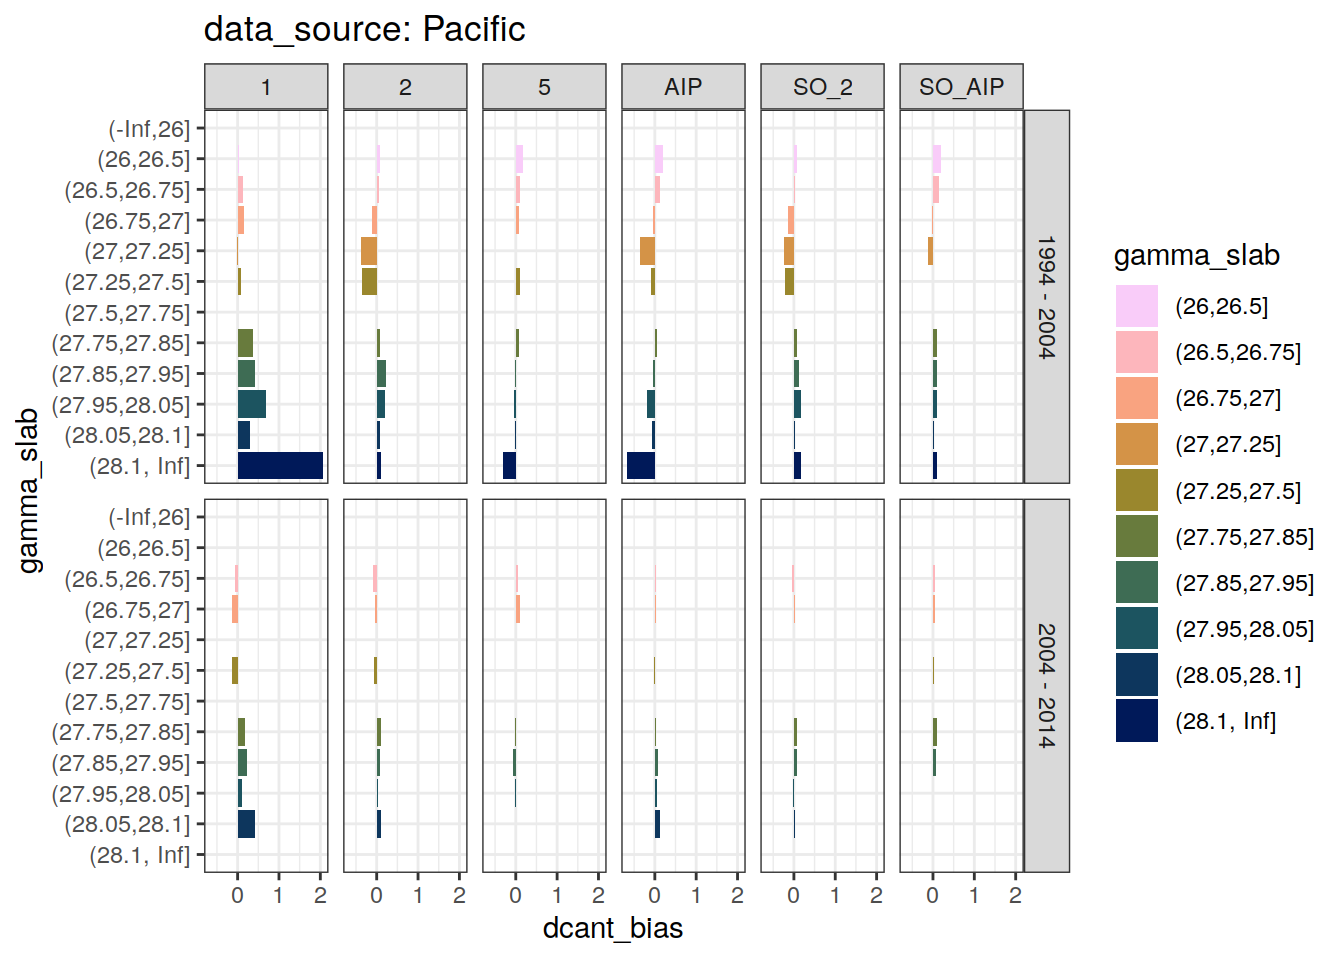 data_source: Pacific
1 2 5 AIP SO_2 SO_AIP
gamma_slab
(-Inf,26]
(26,26.5]
(26.5,26.75]
(26.75,27]
(27,27.25]
(27.25,27.5]
(27.5,27.75]
(27.75,27.85]
(27.85,27.95]
(27.95,28.05]
(28.05,28.1]
(28.1, Inf]
1994 - 2004
(-Inf,26]
(26,26.5]
(26.5,26.75]
(26.75,27]
(27,27.25]
(27.25,27.5]
(27.5,27.75]
(27.75,27.85]
(27.85,27.95]
(27.95,28.05]
(28.05,28.1]
(28.1, Inf]
2004 - 2014
0 1 2 0 1 2 0 1 2 0 1 2 0 1 2 0 1 2
dcant_bias
gamma_slab
(26,26.5]
(26.5,26.75]
(26.75,27]
(27,27.25]
(27.25,27.5]
(27.75,27.85]
(27.85,27.95]
(27.95,28.05]
(28.05,28.1]
(28.1, Inf]